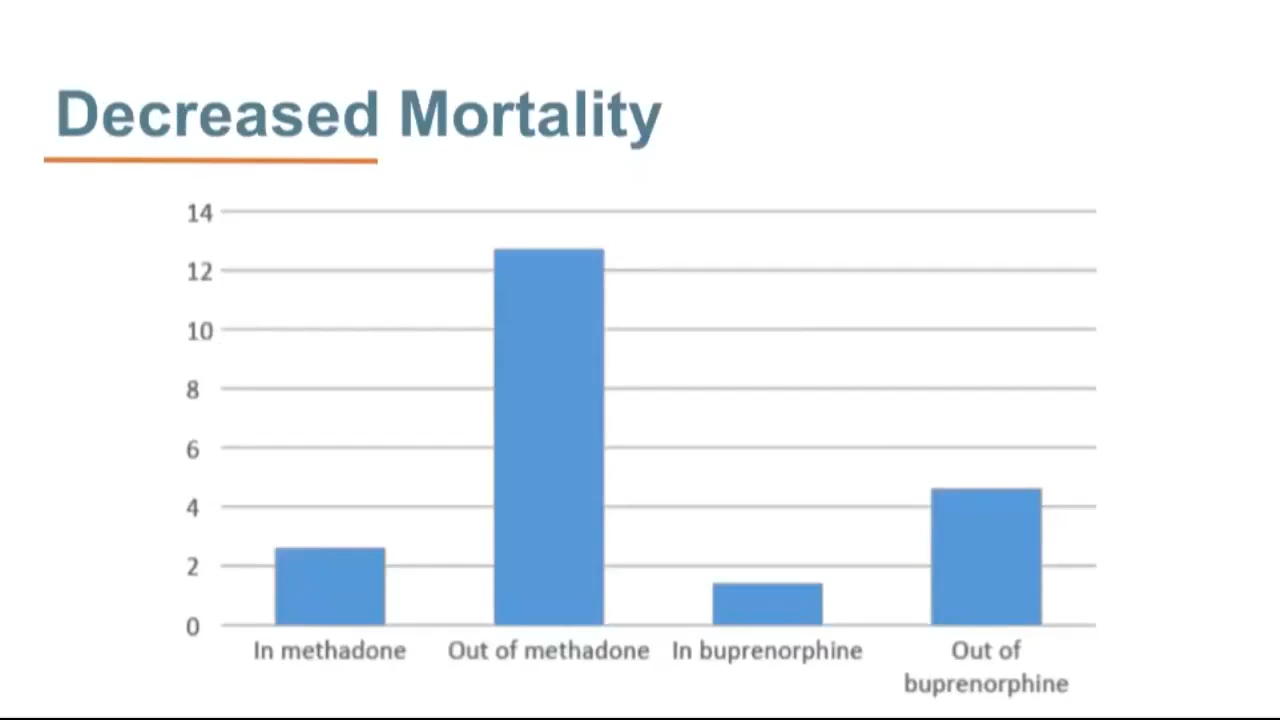 Decreased Mortality
14
12
10
8
6
4
2
0
In methadone
Out of methadone
In buprenorphine
Out of
buprenorphine